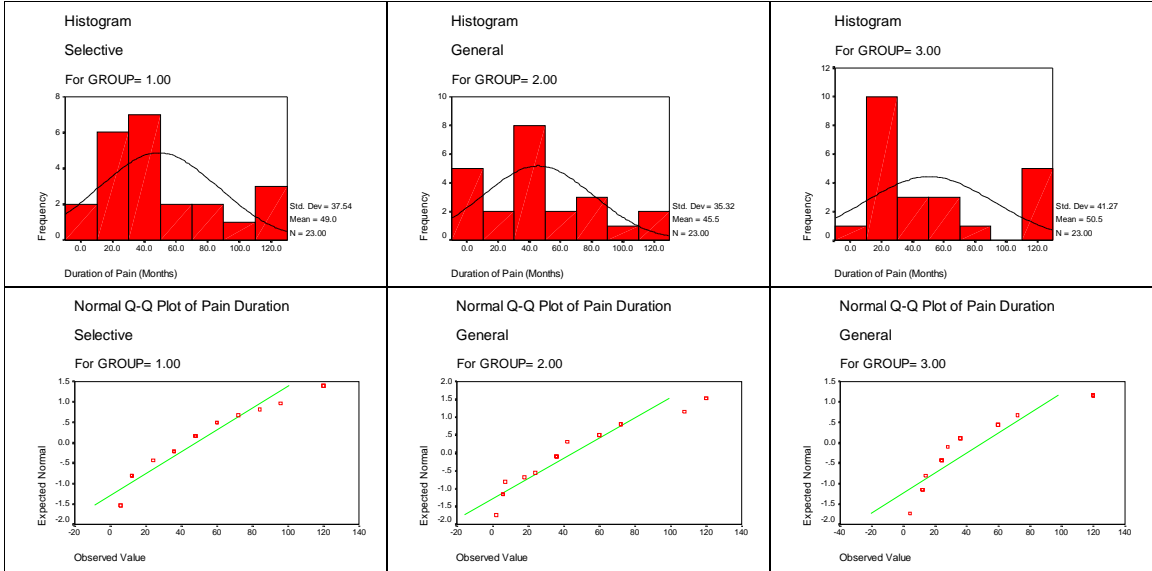 Histogram
Selective
For GROUP= 1.00
8
6
4
2
0
Frequency
Std. Dev = 37.54
Mean = 49.0
N = 23.00
0.0 20.0 40.0 60.0 80.0 100.0 120.0
Duration of Pain (Months)
Histogram
General
For GROUP= 2.00
10
8
6
4
2
0
Frequency
Std. Dev = 35.32
Mean = 45.5
N = 23.00
0.0 20.0 40.0 60.0 80.0 100.0 120.0
Duration of Pain (Months)
Histogram
For GROUP= 3.00
12
10
8
6
4
2
0
Frequency
Std. Dev = 41.27
Mean = 50.5
N = 23.00
0.0 20.0 40.0 60.0 80.0 100.0 120.0
Duration of Pain (Months)
Normal Q-Q Plot of Pain Duration
Selective
For GROUP= 1.00
1.5
1.0
.5
0.0
-.5
-1.0
-1.5
-2.0
Expected Normal
-20 0 20 40 60 80 100 120 140
Observed Value
Normal Q-Q Plot of Pain Duration
General
For GROUP= 2.00
2.0
1.5
1.0
.5
0.0
-.5
-1.0
-1.5
-2.0
Expected Normal
-20 0 20 40 60 80 100 120 140
Observed Value
Normal Q-Q Plot of Pain Duration
General
For GROUP= 3.00
1.5
1.0
.5
0.0
-.5
-1.0
-1.5
-2.0
Expected Normal
-40 -20 0 20 40 60 80 100 120 140
Observed Value